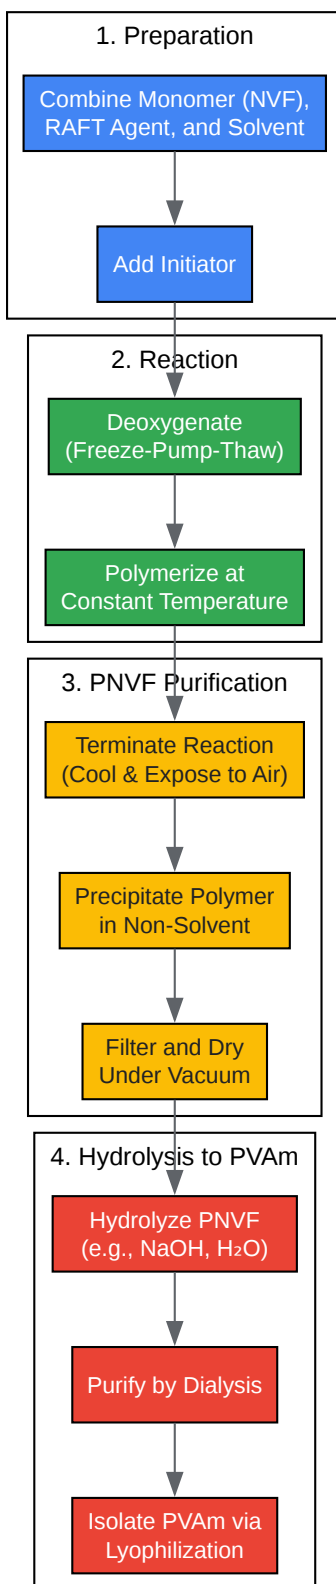 1. Preparation
Combine Monomer (NVF),
RAFT Agent, and Solvent
Add Initiator
2. Reaction
Deoxygenate
(Freeze-Pump-Thaw)
Polymerize at
Constant Temperature
3. PNVF Purification
Terminate Reaction
(Cool & Expose to Air)
Precipitate Polymer
in Non-Solvent
Filter and Dry
Under Vacuum
4. Hydrolysis to PVAm
Hydrolyze PNVF
(e.g., NaOH, H₂O)
Purify by Dialysis
Isolate PVAm via
Lyophilization